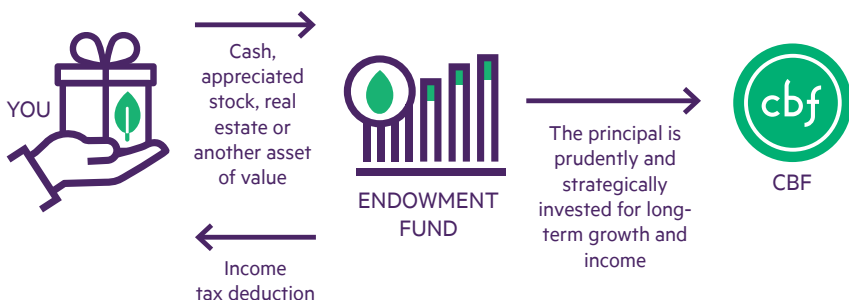 YOU
Cash,
appreciated
stock, real
estate or
another asset
of value
Income
tax deduction
ENDOWMENT
FUND
The principal is
prudently and
strategically
invested for long-
term growth and
income
cbf
CBF